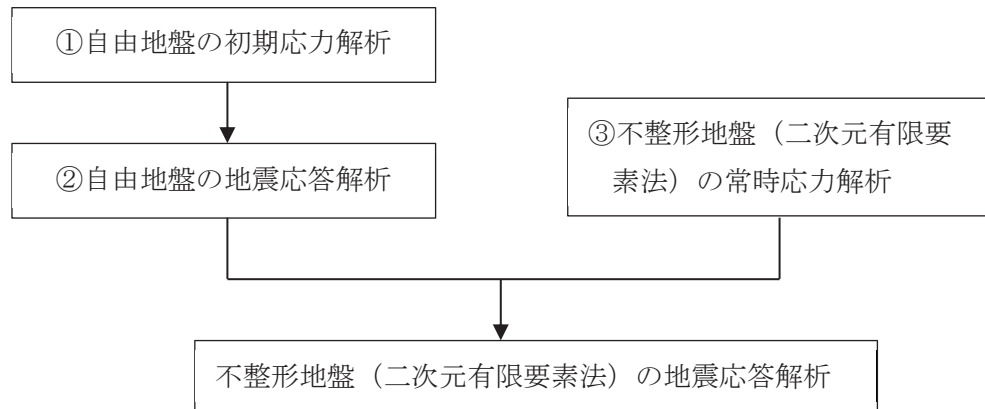 ①自由地盤の初期応力解析
②自由地盤の地震応答解析
③不整形地盤（二次元有限要
素法）の常時応力解析
不整形地盤（二次元有限要素法）の地震応答解析